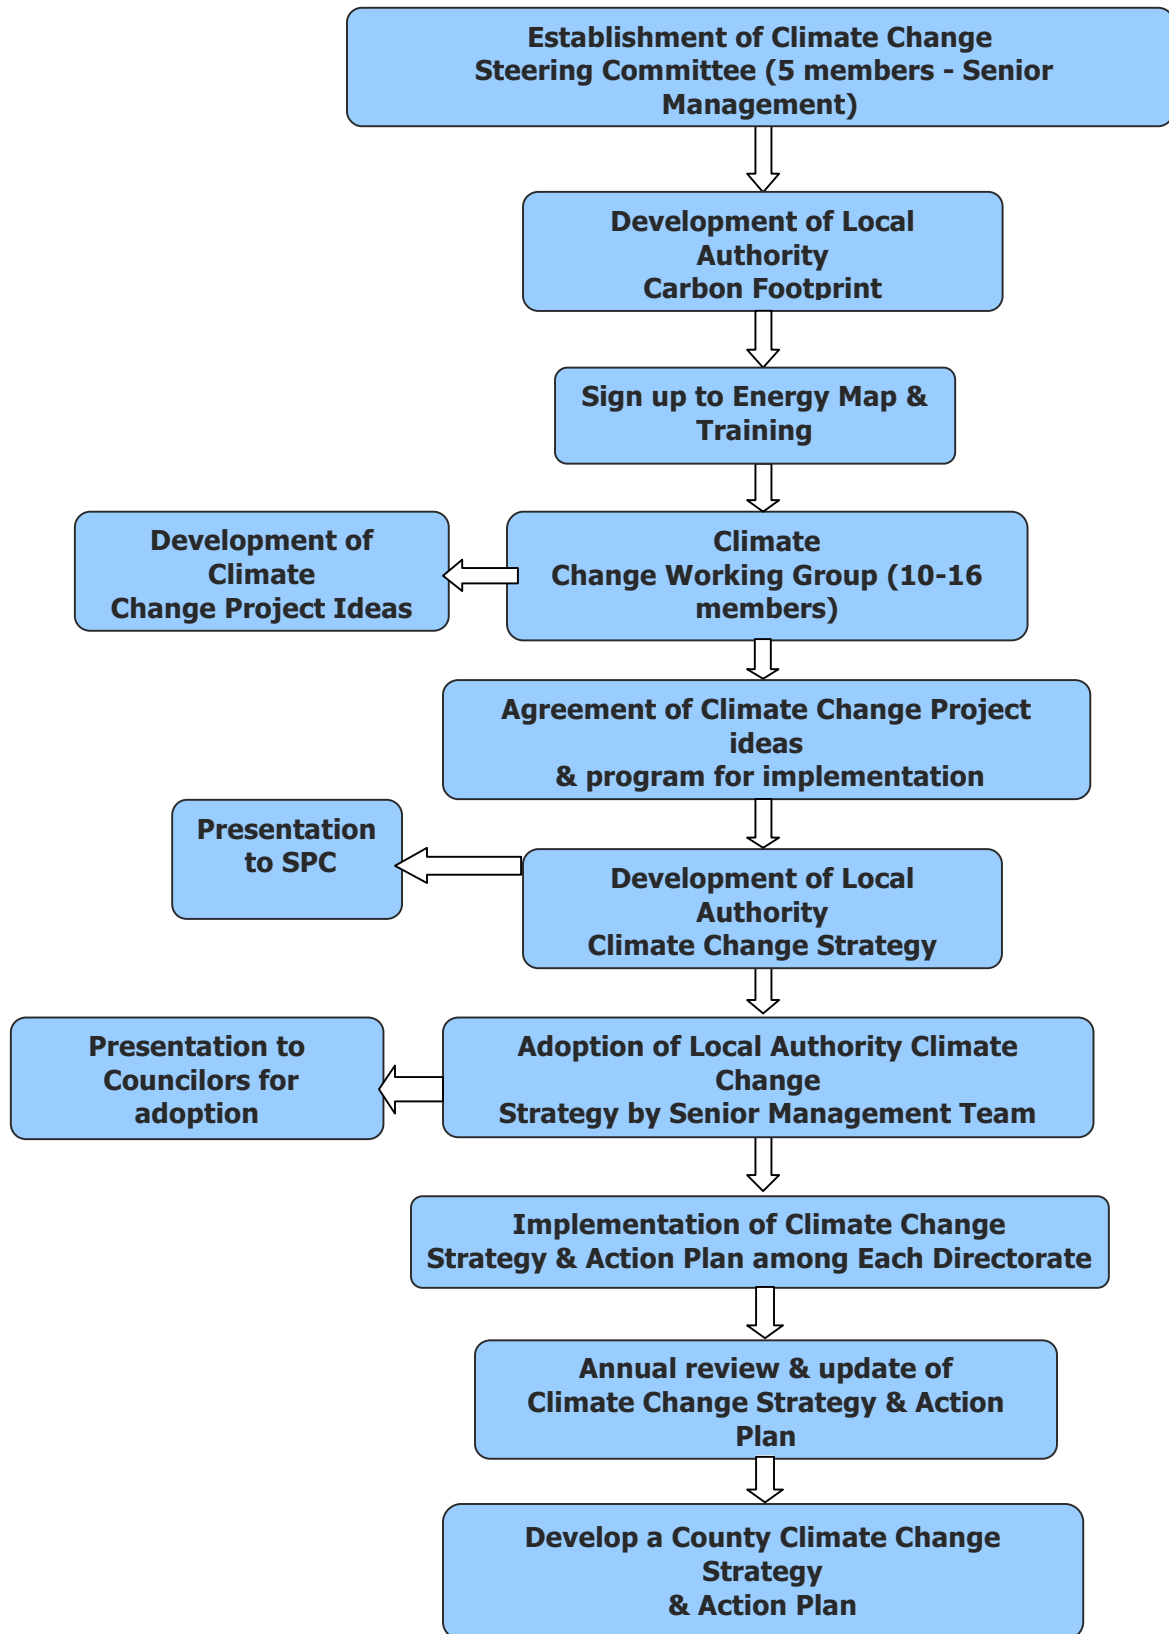 Establishment of Climate Change
Steering Committee (5 members - Senior
Management)
Development of Local
Authority
Carbon Footprint
Sign up to Energy Map &
Training
Development of
Climate
Change Project Ideas
Climate
Change Working Group (10-16
members)
Agreement of Climate Change Project
ideas
& program for implementation
Presentation
to SPC
Development of Local
Authority
Climate Change Strategy
Presentation to
Councilors for
adoption
Adoption of Local Authority Climate
Change
Strategy by Senior Management Team
Implementation of Climate Change
Strategy & Action Plan among Each Directorate
Annual review & update of
Climate Change Strategy & Action
Plan
Develop a County Climate Change
Strategy
& Action Plan